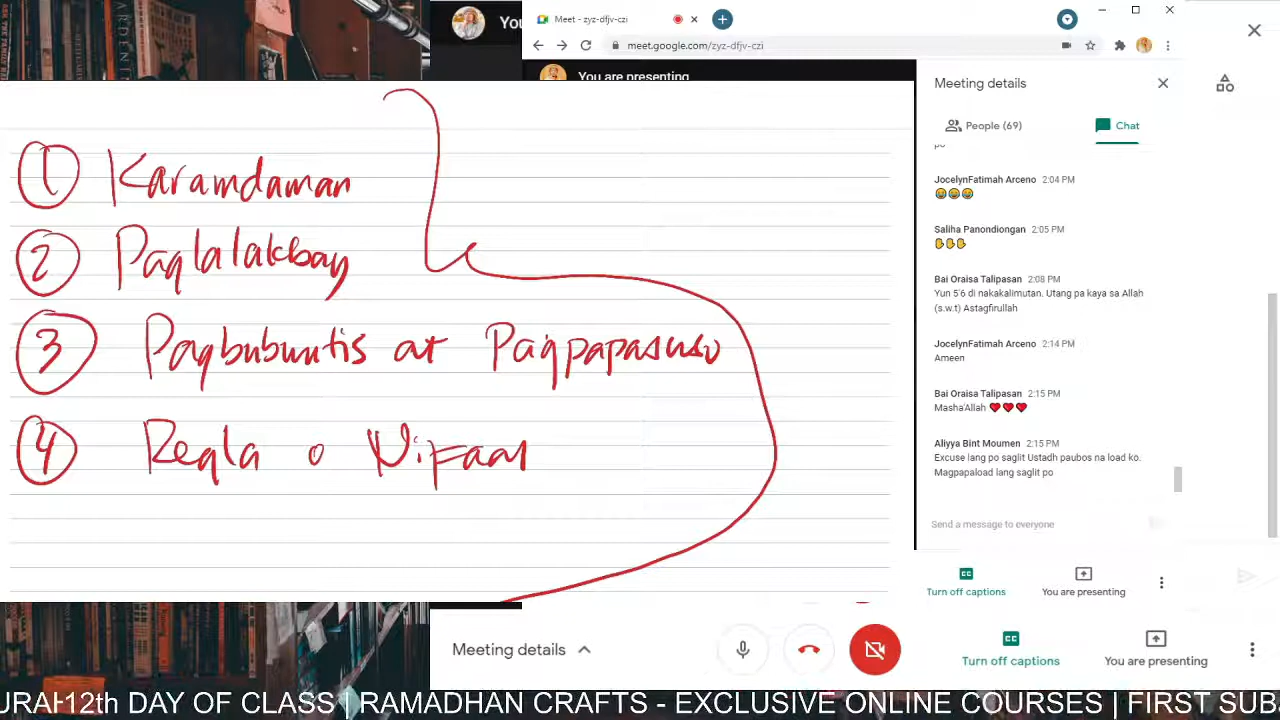 You
Meet - zyz-dfjv-czi
meet.google.com/zyz-dfjv-czi
You are presenting
1 Karamdaman
2 Paglalakbay
3 Pagbubuntis at Pagpapasuso
4 Regla o Nifaas
Meeting details
People (69)
Chat
po
JocelynFatimah Arceno 2:04 PM
😂😂😂
Saliha Panondiongan 2:05 PM
✋✋✋
Bai Oraisa Talipasan 2:08 PM
Yun 5'6 di nakakalimutan. Utang pa kaya sa Allah
(s.w.t) Astagfirullah
JocelynFatimah Arceno 2:14 PM
Ameen
Bai Oraisa Talipasan 2:15 PM
Masha'Allah ❤️❤️❤️
Aliyya Bint Moumen 2:15 PM
Excuse lang po saglit Ustadh paubos na load ko.
Magpapaload lang saglit po
Send a message to everyone
CC
Turn off captions
You are presenting
Meeting details
CC
Turn off captions
You are presenting
URAH 12th DAY OF CLASS | RAMADHAN CRAFTS - EXCLUSIVE ONLINE COURSES | FIRST SUB